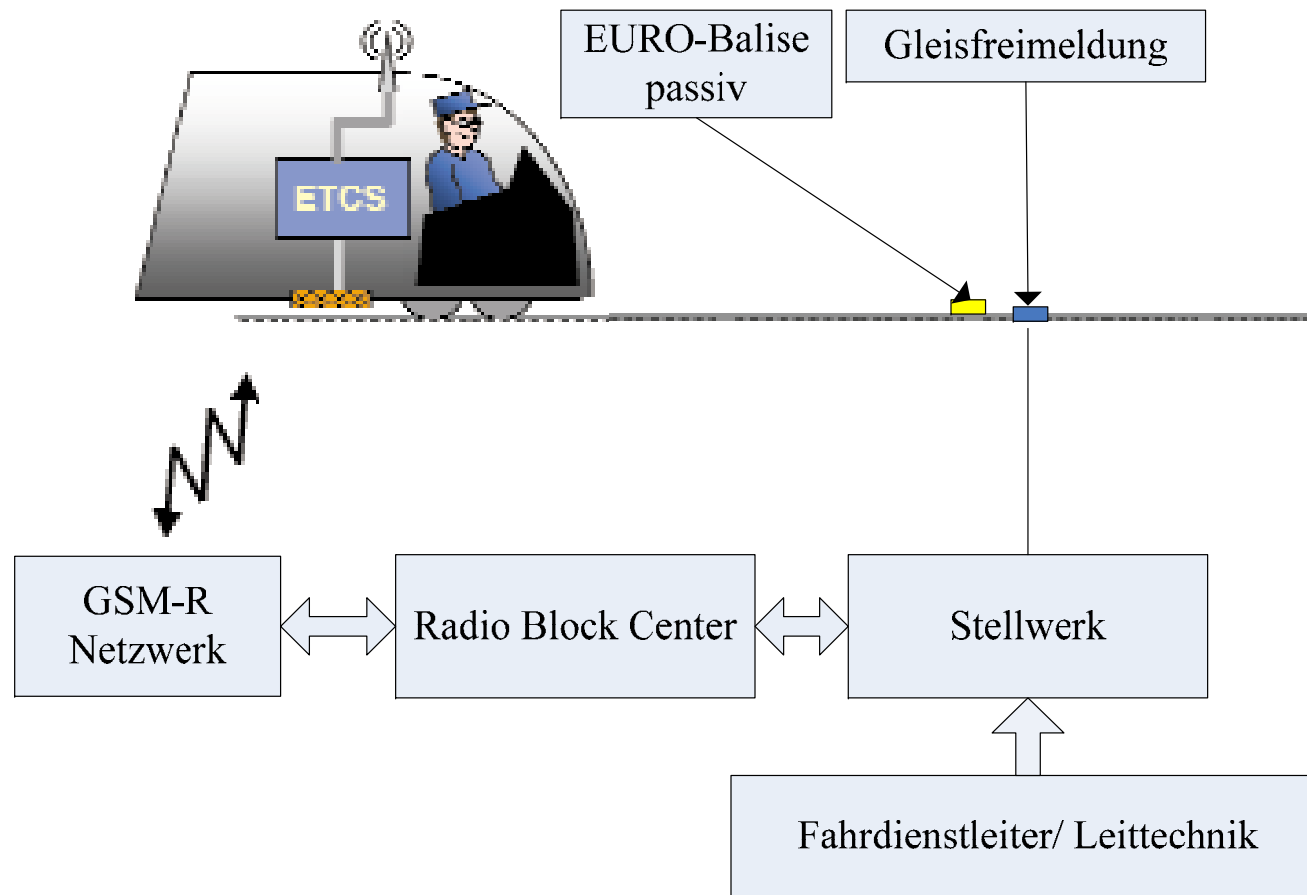 EURO-Balise
passiv
Gleisfreimeldung
ETCS
GSM-R
Netzwerk
Radio Block Center
Stellwerk
Fahrdienstleiter/ Leittechnik